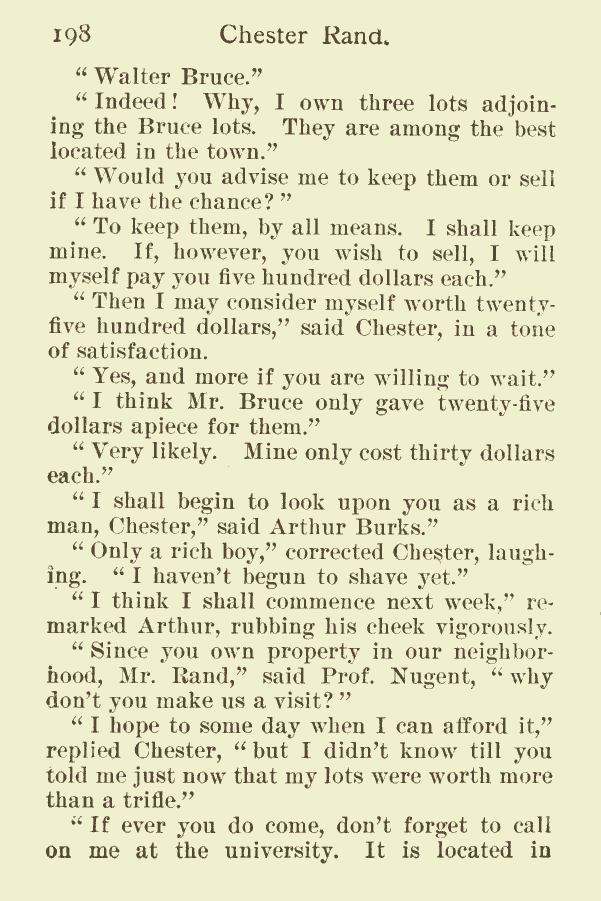 198 Chester Rand.
“ Walter Bruce.”
“ Indeed! Why, I own three lots adjoin-
ing the Bruce lots. They are among the best
located in the town.”
“ Would you advise me to keep them or sell
if I have the chance? ”
“ To keep them, by all means. I shall keep
mine. If, however, you wish to sell, I will
myself pay you five hundred dollars each.”
“ Then I may consider myself worth twenty-
five hundred dollars,” said Chester, in a tone
of satisfaction.
“ Yes, and more if you are willing to wait.”
“ I think Mr. Bruce only gave twenty-five
dollars apiece for them.”
“ Very likely. Mine only cost thirty dollars
each.”
“ I shall begin to look upon you as a rich
man, Chester,” said Arthur Burks.”
“ Only a rich boy,” corrected Chester, laugh-
ing. “ I haven’t begun to shave yet.”
“ I think I shall commence next week,” re-
marked Arthur, rubbing his cheek vigorously.
“ Since you own property in our neighbor-
hood, Mr. Rand,” said Prof. Nugent, “ why
don’t you make us a visit? ”
“ I hope to some day when I can afford it,”
replied Chester, “ but I didn’t know till you
told me just now that my lots were worth more
than a trifle.”
“ If ever you do come, don’t forget to call
on me at the university. It is located in